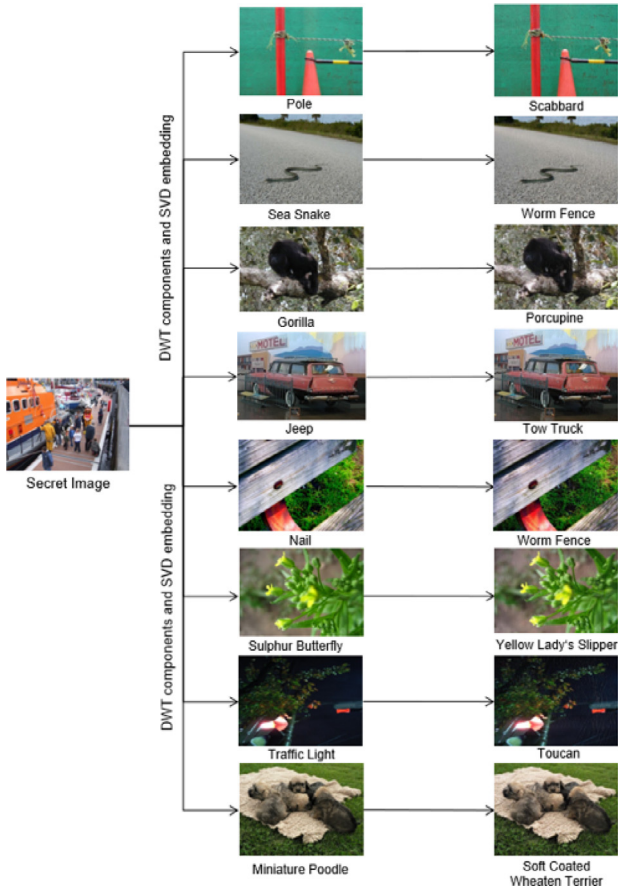 Pole
Scabbard
DWT components and SVD embedding
Sea Snake
Worm Fence
Gorilla
Porcupine
MOTEL
Jeep
Tow Truck
Secret Image
Nail
Worm Fence
DWT components and SVD embedding
Sulphur Butterfly
Yellow Lady's Slipper
Traffic Light
Toucan
Miniature Poodle
Soft Coated
Wheaten Terrier
MOTEL